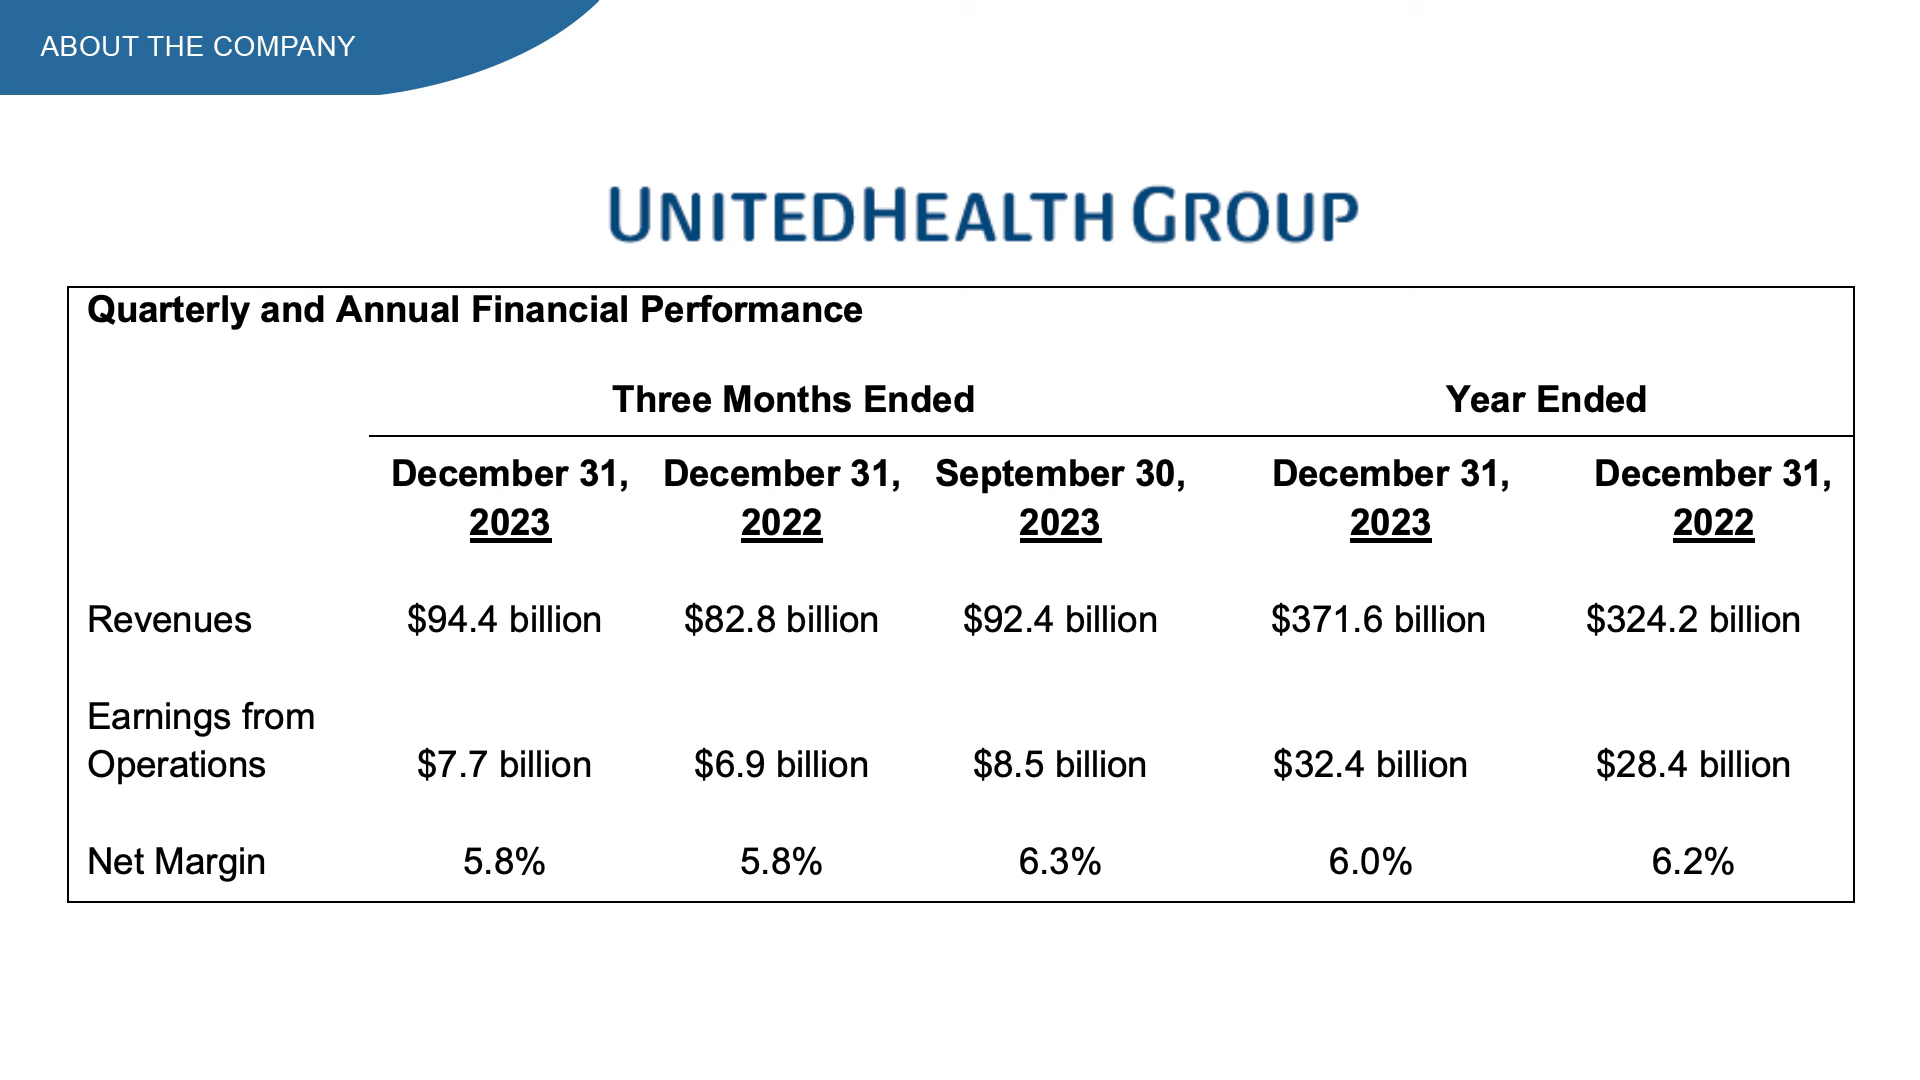 ABOUT THE COMPANY
UNITEDHEALTH GROUP
Quarterly and Annual Financial Performance
Three Months Ended Year Ended
December 31, December 31, September 30, December 31, December 31,
2023 2022 2023 2023 2022
Revenues $94.4 billion $82.8 billion $92.4 billion $371.6 billion $324.2 billion
Earnings from
Operations $7.7 billion $6.9 billion $8.5 billion $32.4 billion $28.4 billion
Net Margin 5.8% 5.8% 6.3% 6.0% 6.2%